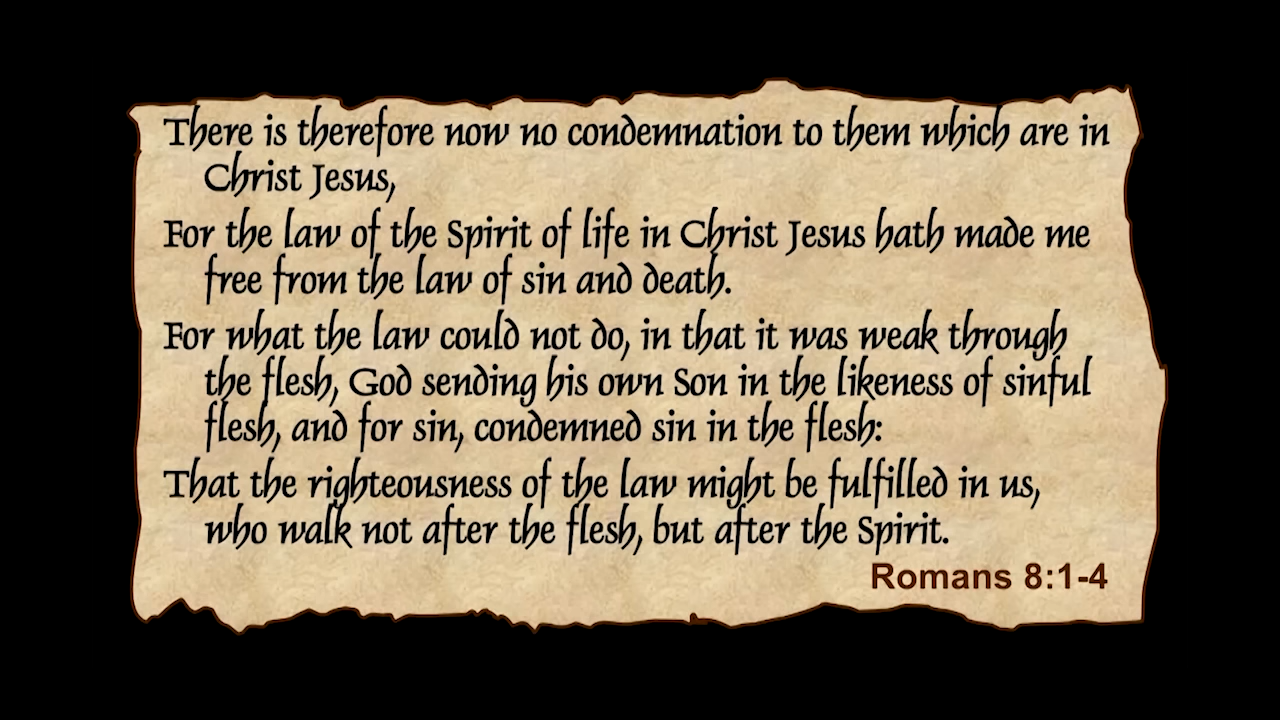 There is therefore now no condemnation to them which are in
Christ Jesus,
For the law of the Spirit of life in Christ Jesus hath made me
free from the law of sin and death.
For what the law could not do, in that it was weak through
the flesh, God sending his own Son in the likeness of sinful
flesh, and for sin, condemned sin in the flesh:
That the righteousness of the law might be fulfilled in us,
who walk not after the flesh, but after the Spirit.
Romans 8:1-4